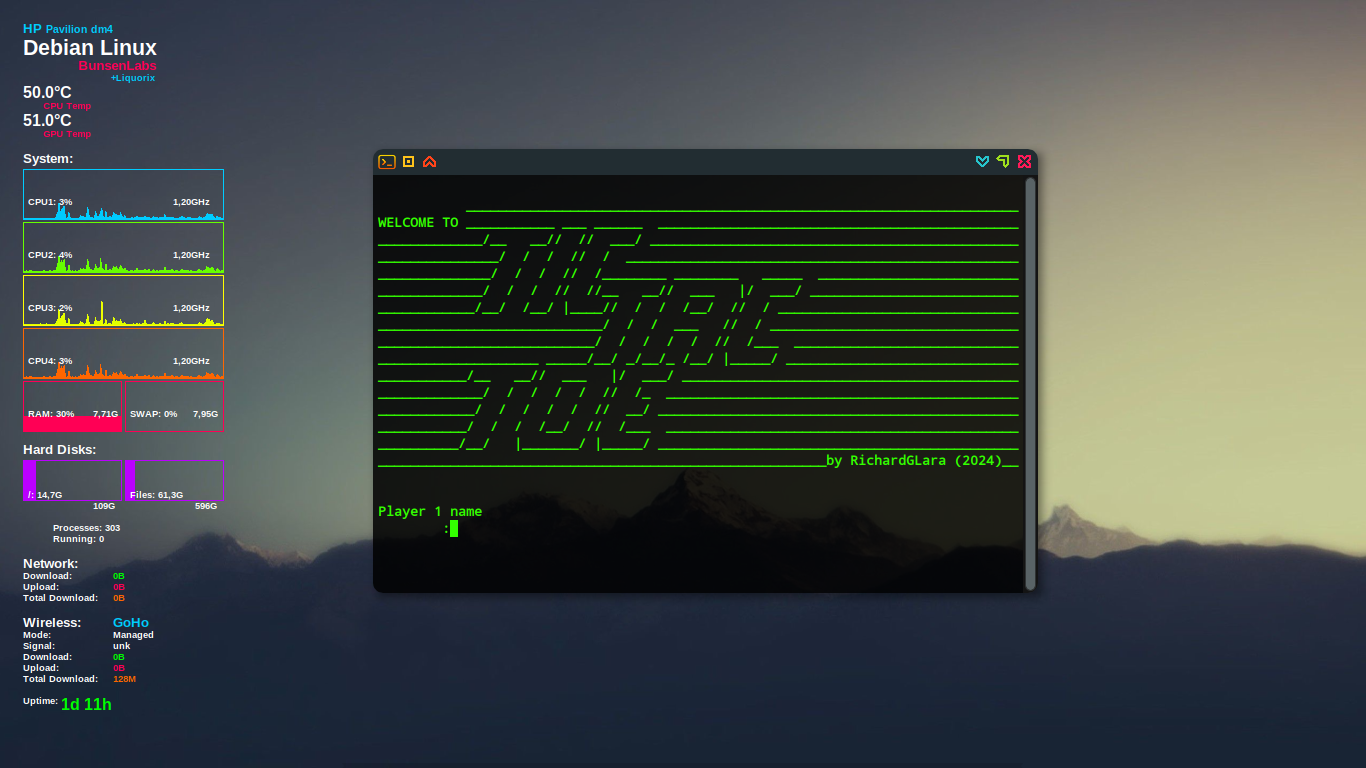 HP Pavilion dm4
Debian Linux
BunsenLabs
+Liquorix
50.0°C
CPU Temp
51.0°C
GPU Temp
System:
CPU1: 3% 1,20GHz
CPU2: 4% 1,20GHz
CPU3: 2% 1,20GHz
CPU4: 3% 1,20GHz
RAM: 30% 7,71G SWAP: 0% 7,95G
Hard Disks:
/: 14,7G Files: 61,3G
109G 596G
Processes: 303
Running: 0
Network:
Download: 0B
Upload: 0B
Total Download: 0B
Wireless: GoHo
Mode: Managed
Signal: unk
Download: 0B
Upload: 0B
Total Download: 128M
Uptime: 1d 11h
WELCOME TO
TIC
TAC
TOE
by RichardGLara (2024)
Player 1 name
: